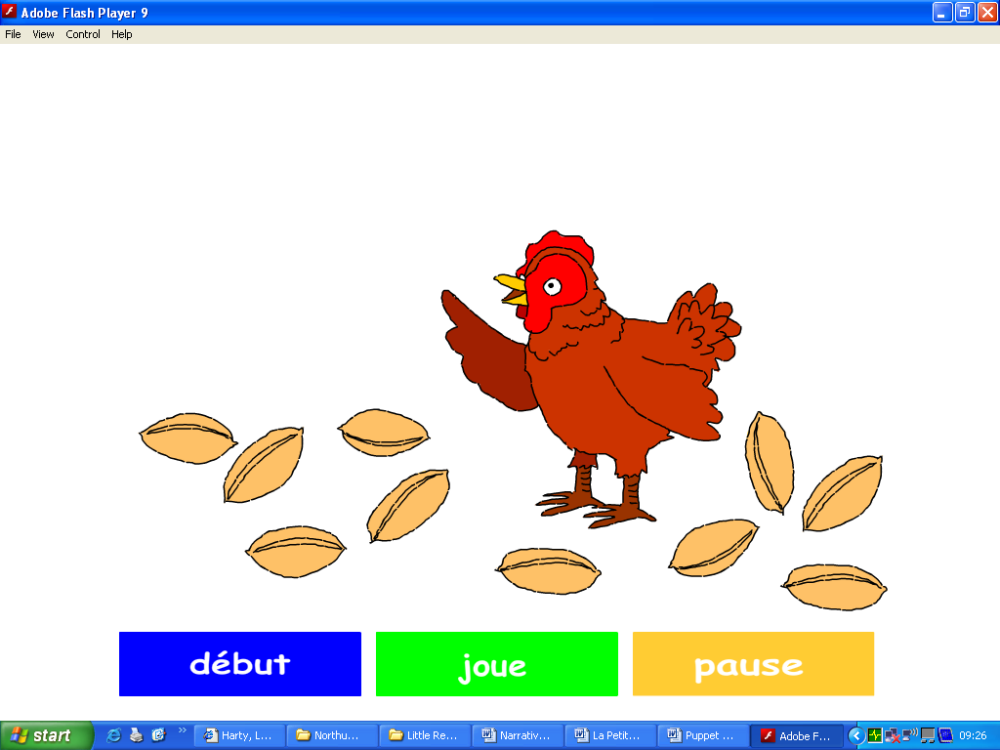 Adobe Flash Player 9
File View Control Help
début joue pause
start Harty, L... Northu... Little Re... Narrativ... La Petit... Puppet ... Adobe F... 09:26